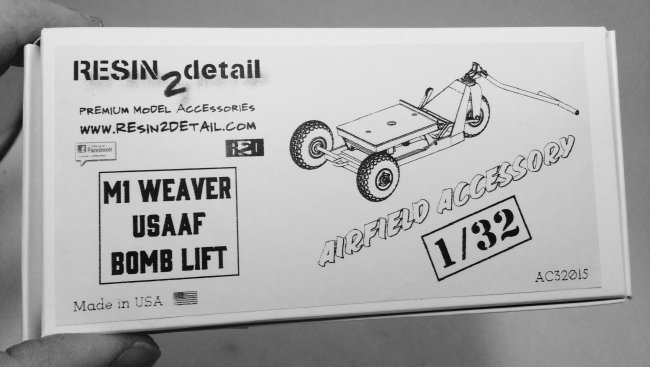 RESIN2detail
PREMIUM MODEL ACCESSORIES
WWW.RESIN2DETAIL.COM
Facebook
R2D
M1 WEAVER
USAAF
BOMB LIFT
Made in USA
AIRFIELD ACCESSORY
1/32
AC32015